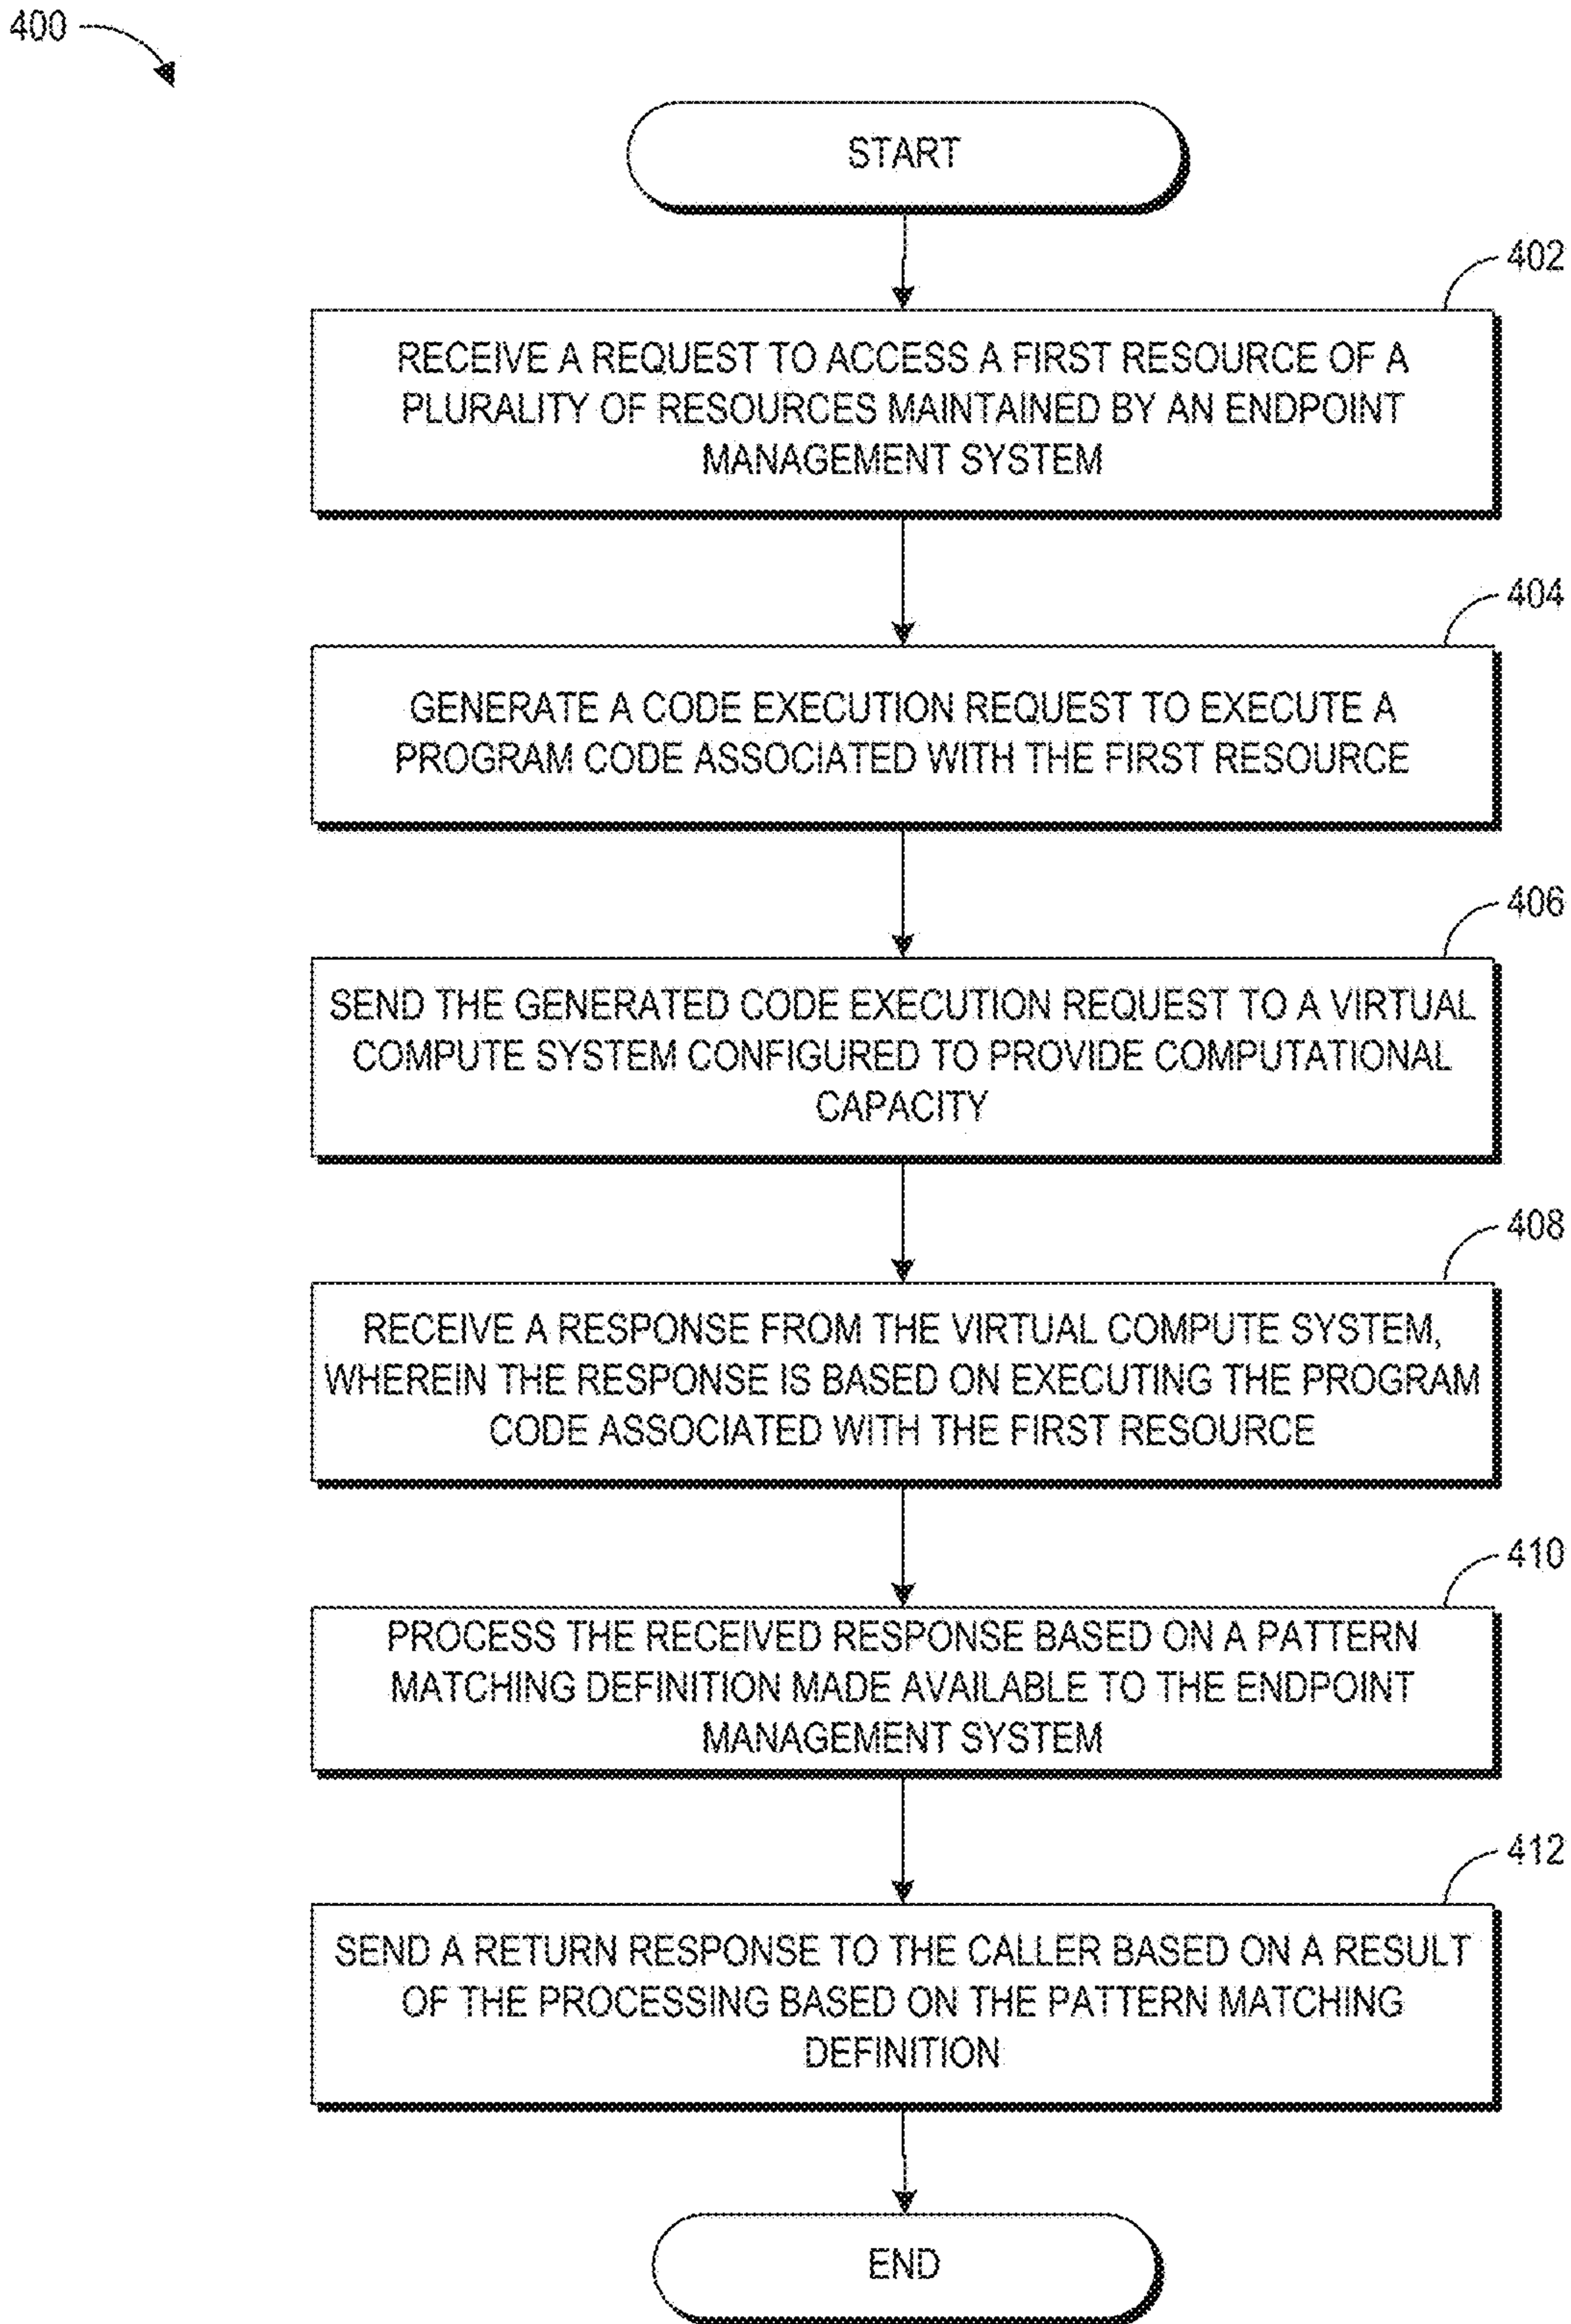 400
START
402
RECEIVE A REQUEST TO ACCESS A FIRST RESOURCE OF A
PLURALITY OF RESOURCES MAINTAINED BY AN ENDPOINT
MANAGEMENT SYSTEM
404
GENERATE A CODE EXECUTION REQUEST TO EXECUTE A
PROGRAM CODE ASSOCIATED WITH THE FIRST RESOURCE
406
SEND THE GENERATED CODE EXECUTION REQUEST TO A VIRTUAL
COMPUTE SYSTEM CONFIGURED TO PROVIDE COMPUTATIONAL
CAPACITY
408
RECEIVE A RESPONSE FROM THE VIRTUAL COMPUTE SYSTEM,
WHEREIN THE RESPONSE IS BASED ON EXECUTING THE PROGRAM
CODE ASSOCIATED WITH THE FIRST RESOURCE
410
PROCESS THE RECEIVED RESPONSE BASED ON A PATTERN
MATCHING DEFINITION MADE AVAILABLE TO THE ENDPOINT
MANAGEMENT SYSTEM
412
SEND A RETURN RESPONSE TO THE CALLER BASED ON A RESULT
OF THE PROCESSING BASED ON THE PATTERN MATCHING
DEFINITION
END